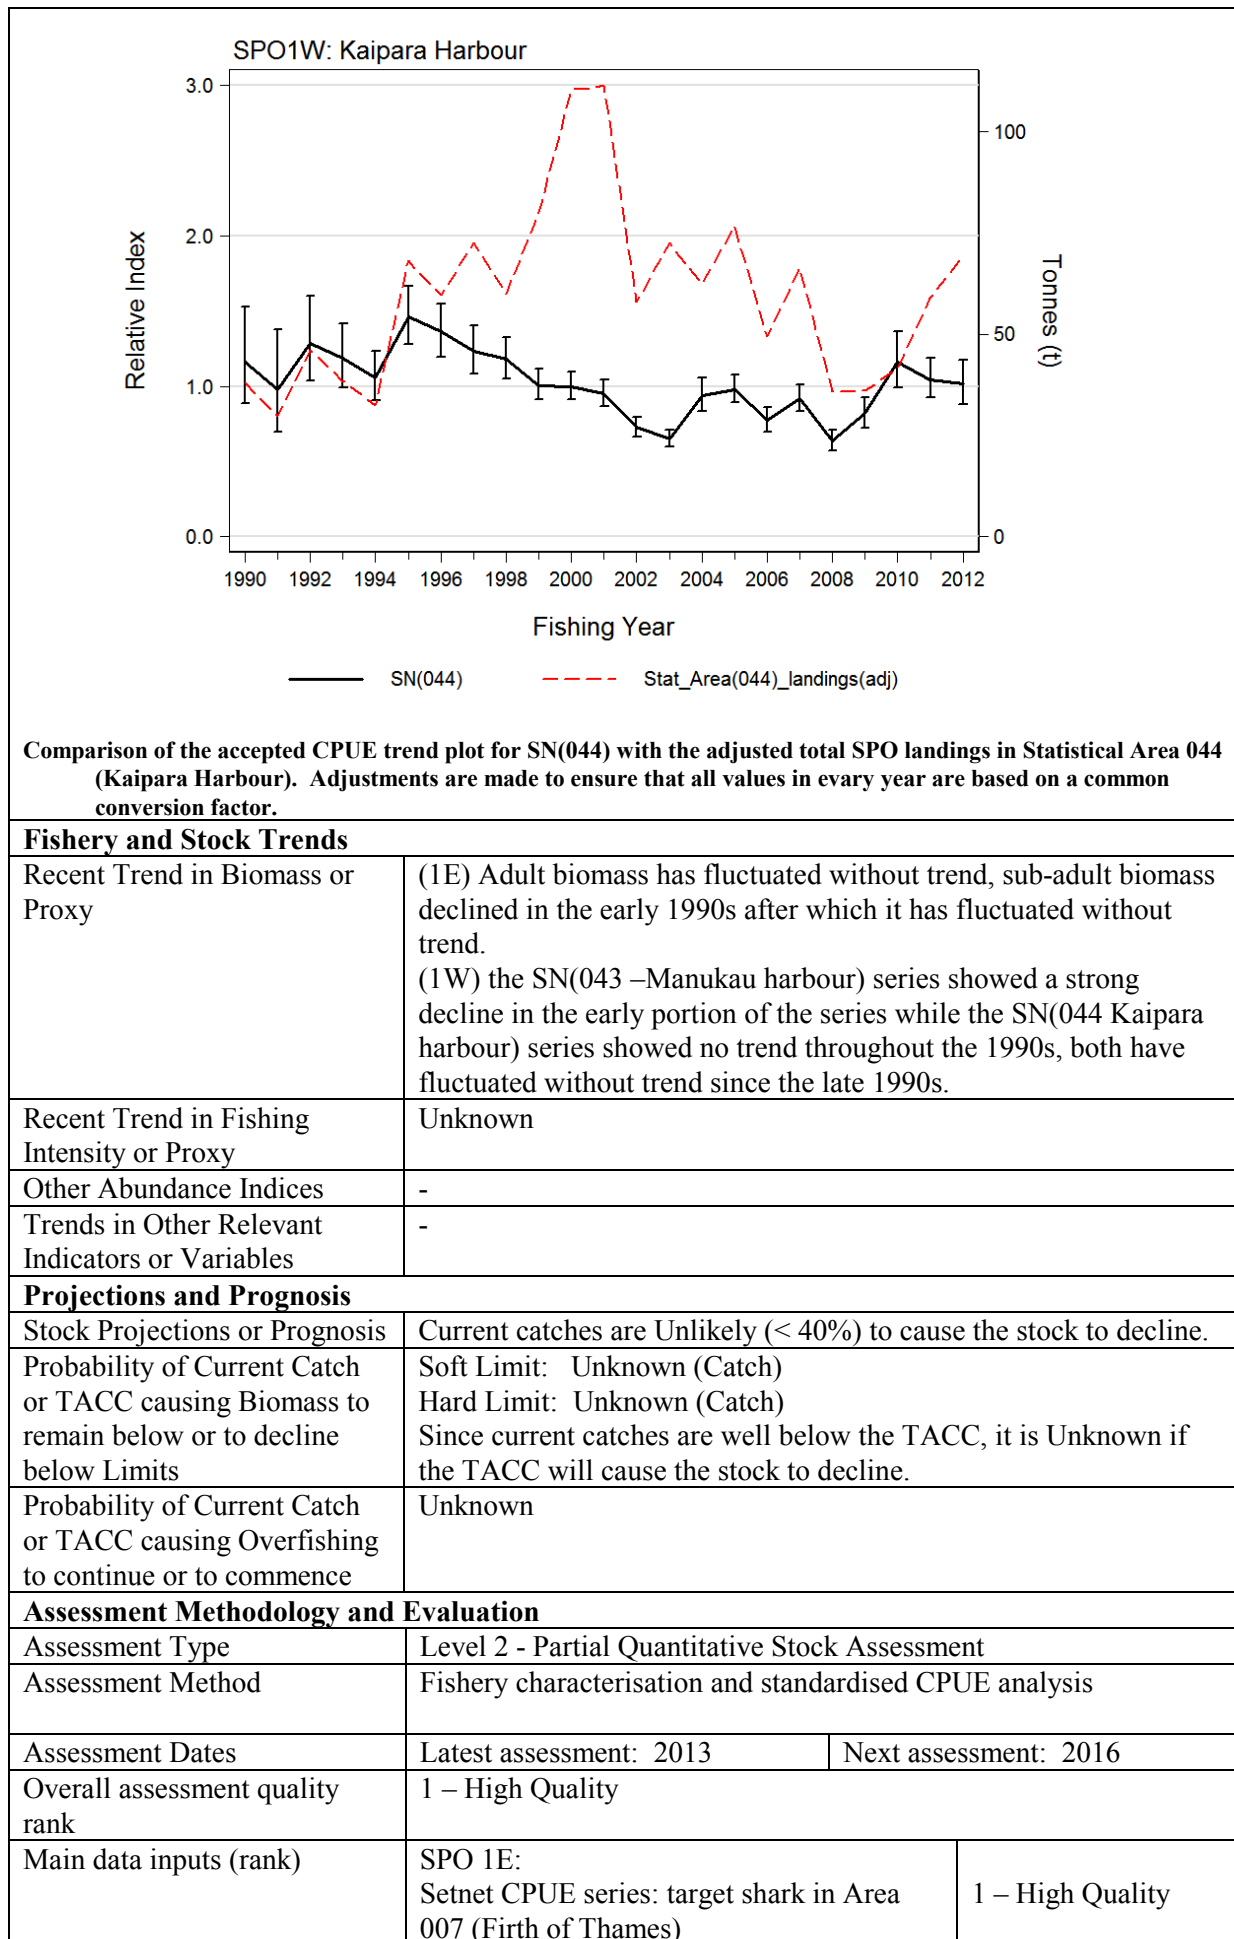 SPO1W: Kaipara Harbour
3.0
2.0
1.0
0.0
Relative Index
100
50
0
Tonnes (t)
1990 1992 1994 1996 1998 2000 2002 2004 2006 2008 2010 2012
Fishing Year
SN(044) Stat_Area(044)_landings(adj)
Comparison of the accepted CPUE trend plot for SN(044) with the adjusted total SPO landings in Statistical Area 044
(Kaipara Harbour). Adjustments are made to ensure that all values in evary year are based on a common
conversion factor.
Fishery and Stock Trends
Recent Trend in Biomass or
Proxy
(1E) Adult biomass has fluctuated without trend, sub-adult biomass
declined in the early 1990s after which it has fluctuated without
trend.
(1W) the SN(043 –Manukau harbour) series showed a strong
decline in the early portion of the series while the SN(044 Kaipara
harbour) series showed no trend throughout the 1990s, both have
fluctuated without trend since the late 1990s.
Recent Trend in Fishing
Intensity or Proxy
Unknown
Other Abundance Indices
-
Trends in Other Relevant
Indicators or Variables
-
Projections and Prognosis
Stock Projections or Prognosis
Current catches are Unlikely (< 40%) to cause the stock to decline.
Probability of Current Catch
or TACC causing Biomass to
remain below or to decline
below Limits
Soft Limit: Unknown (Catch)
Hard Limit: Unknown (Catch)
Since current catches are well below the TACC, it is Unknown if
the TACC will cause the stock to decline.
Probability of Current Catch
or TACC causing Overfishing
to continue or to commence
Unknown
Assessment Methodology and Evaluation
Assessment Type
Level 2 - Partial Quantitative Stock Assessment
Assessment Method
Fishery characterisation and standardised CPUE analysis
Assessment Dates
Latest assessment: 2013
Next assessment: 2016
Overall assessment quality
rank
1 – High Quality
Main data inputs (rank)
SPO 1E:
Setnet CPUE series: target shark in Area
007 (Firth of Thames)
1 – High Quality